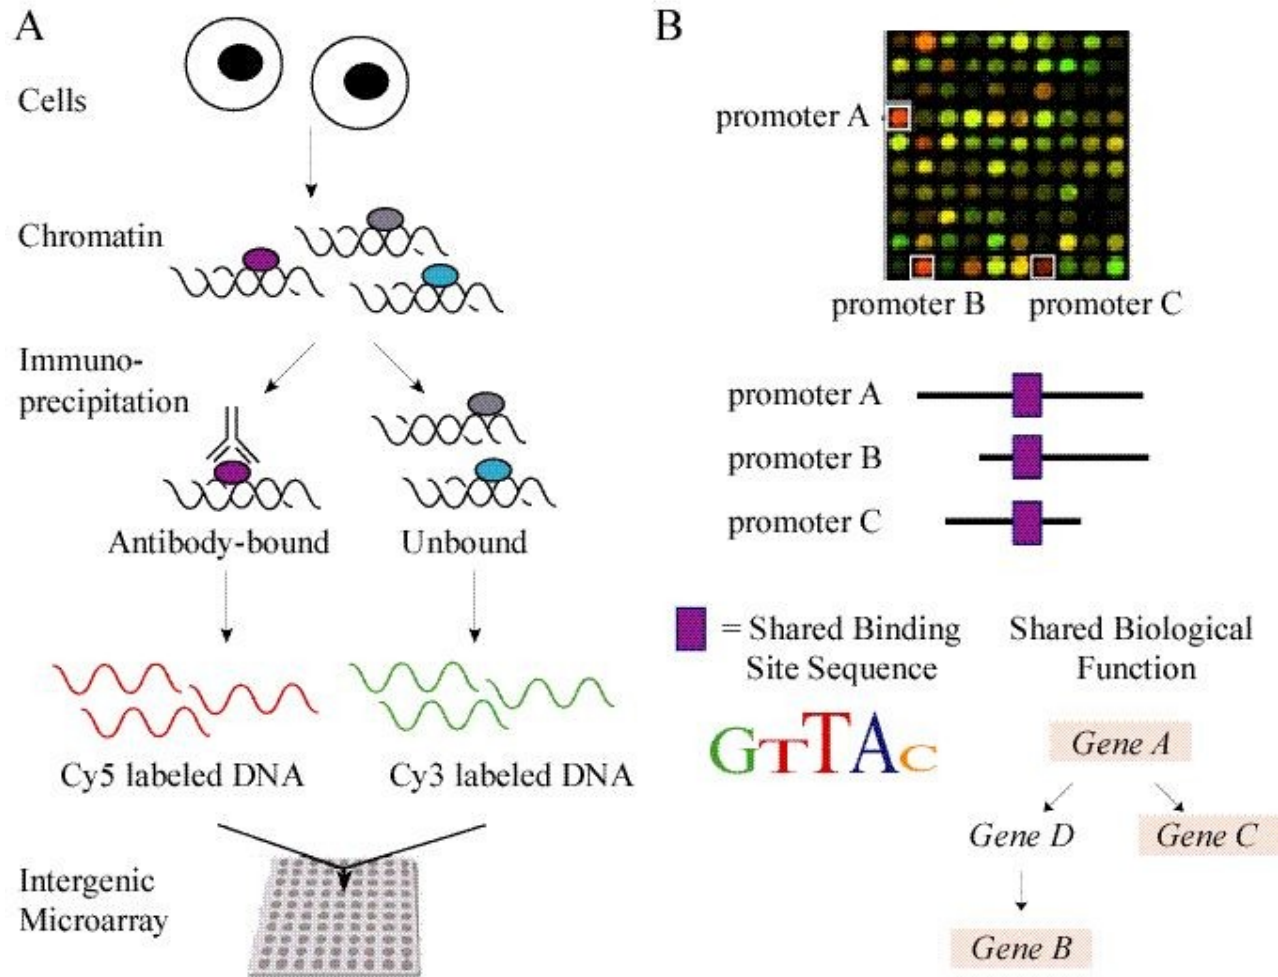 A
Cells
Chromatin
Immuno-
precipitation
Antibody-bound
Unbound
Cy5 labeled DNA
Cy3 labeled DNA
Intergenic
Microarray
B
promoter A
promoter B
promoter C
promoter A
promoter B
promoter C
= Shared Binding
Site Sequence
GTTAC
Shared Biological
Function
Gene A
Gene D
Gene C
Gene B